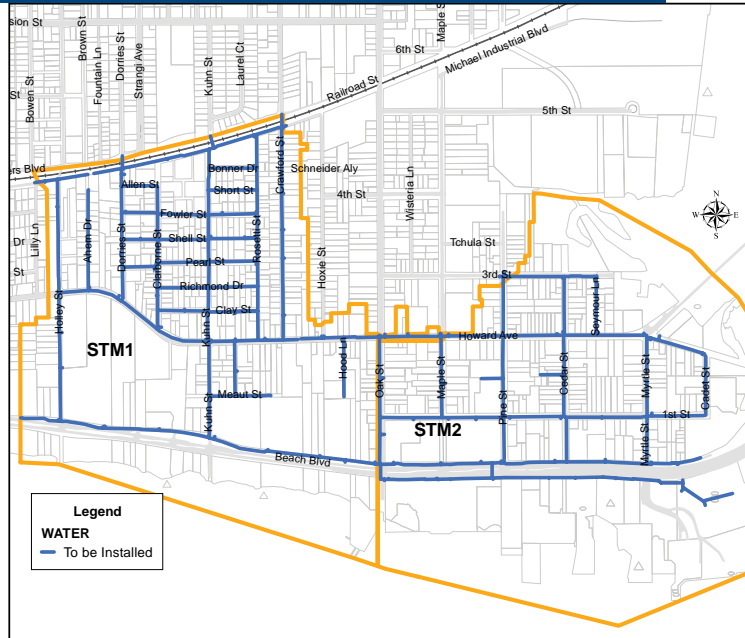 sion St
Brown St
Fountain Ln
Dorries St
Strangi Ave
Kuhn St
Laurel Ct
Maple S
6th St
Michael Industrial Blvd
Railroad St
St
Bowen St
5th St
ers Blvd
Bonner Dr
Crawford St
Schneider Aly
Allen St
Short St
4th St
Wisteria Ln
Fowler St
N
W
E
S
Dr
Lilly Ln
Ahern Dr
Dorries St
Claiborne St
Shell St
Rosetti St
Hoxie St
Tchula St
St
Pearl St
3rd St
Richmond Dr
Seymour Ln
Holley St
Clay St
Kuhn St
Howard Ave
STM1
Hood Ln
Oak St
Maple St
Pine St
Cedar St
Myrtle St
Cadet St
Meaut St
Kuhn St
1st St
STM2
Myrtle St
Beach Blvd
Legend
WATER
To be Installed